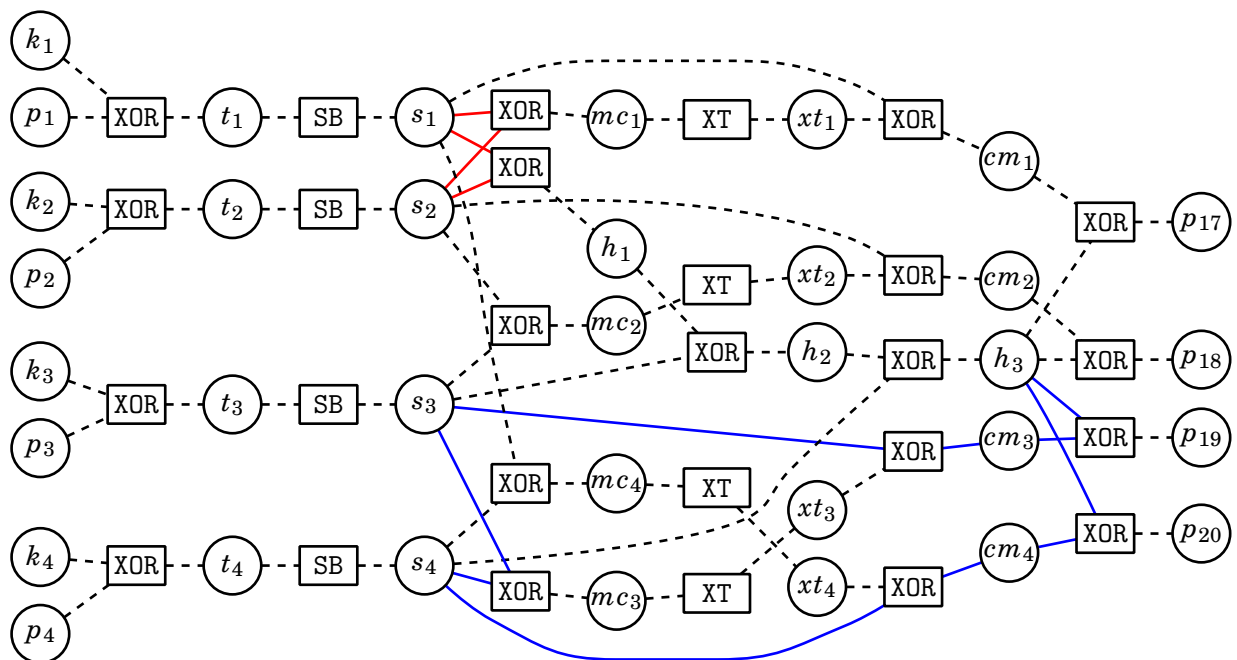 k1
p1 XOR t1 SB s1 XOR mc1 XT xt1 XOR
XOR
cm1
k2
XOR t2 SB s2
XOR p17
p2
h1
XT xt2 XOR cm2
XOR mc2
k3
XOR h2 XOR h3 XOR p18
XOR t3 SB s3
p3
XOR cm3 XOR p19
XOR mc4 XT
xt3
XOR p20
k4
XOR t4 SB s4
cm4
XOR mc3 XT xt4 XOR
p4